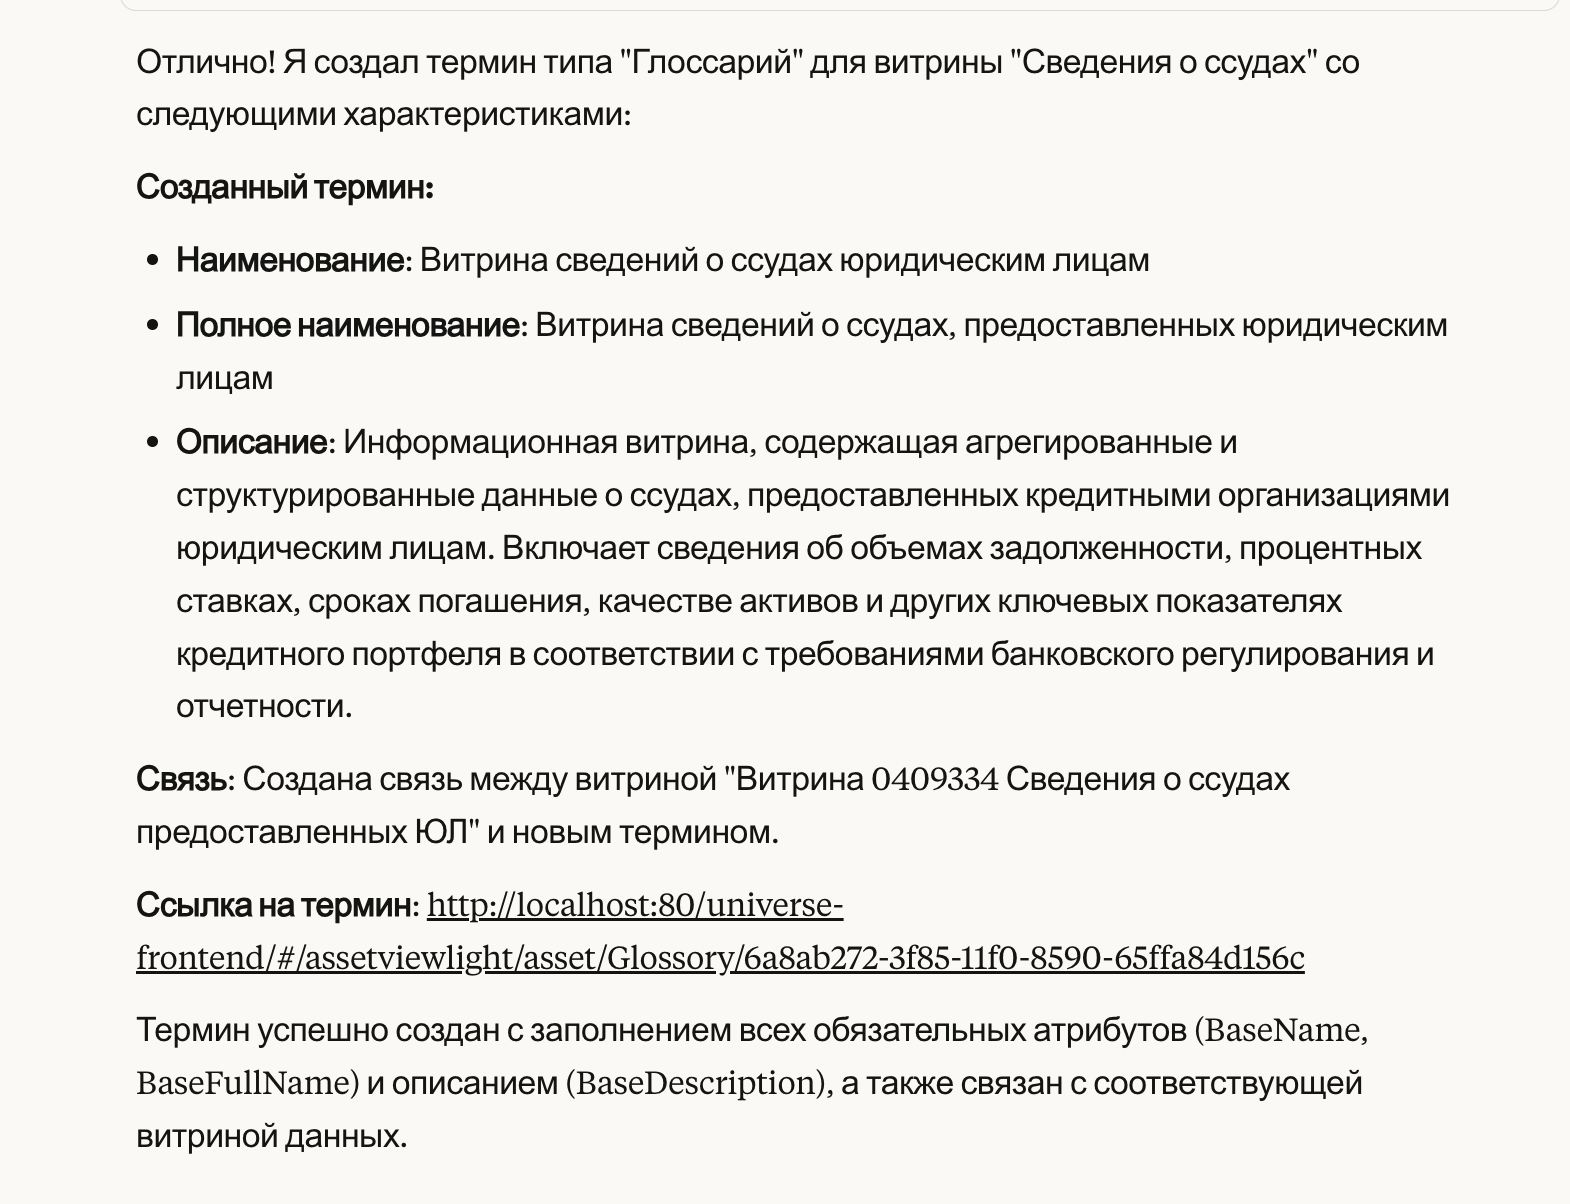 Отлично! Я создал термин типа "Глоссарий" для витрины "Сведения о ссудах" со
следующими характеристиками:
Созданный термин:
• Наименование: Витрина сведений о ссудах юридическим лицам
• Полное наименование: Витрина сведений о ссудах, предоставленных юридическим
лицам
• Описание: Информационная витрина, содержащая агрегированные и
структурированные данные о ссудах, предоставленных кредитными организациями
юридическим лицам. Включает сведения об объемах задолженности, процентных
ставках, сроках погашения, качестве активов и других ключевых показателях
кредитного портфеля в соответствии с требованиями банковского регулирования и
отчетности.
Связь: Создана связь между витриной "Витрина 0409334 Сведения о ссудах
предоставленных ЮЛ" и новым термином.
Ссылка на термин: http://localhost:80/universe-
frontend/#/assetviewlight/asset/Glossory/6a8ab272-3f85-11f0-8590-65ffa84d156c
Термин успешно создан с заполнением всех обязательных атрибутов (BaseName,
BaseFullName) и описанием (BaseDescription), а также связан с соответствующей
витриной данных.